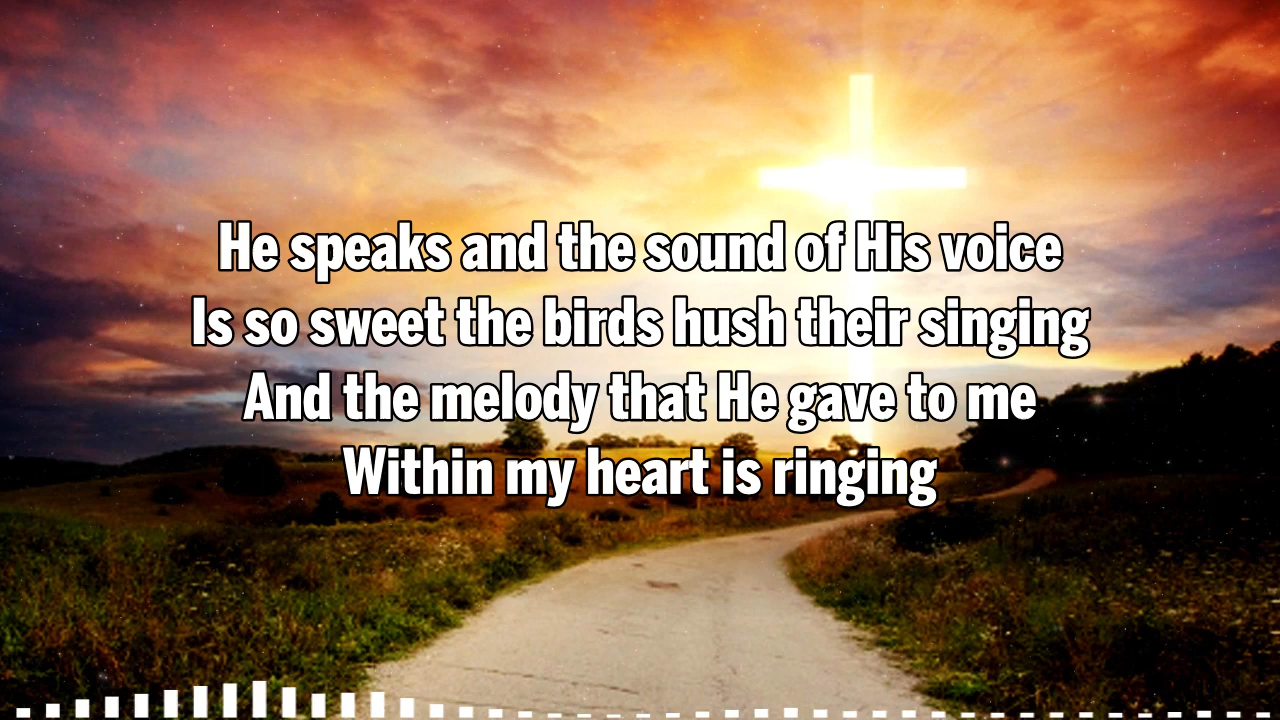 He speaks and the sound of His voice
Is so sweet the birds hush their singing
And the melody that He gave to me
Within my heart is ringing